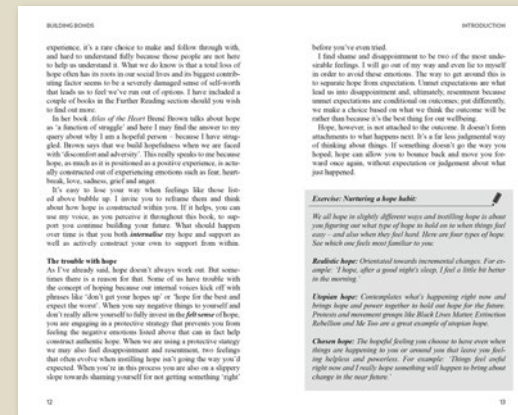 BUILDING BONDS
experience, it's a rare choice to make and follow through with,
and hard to understand fully because those people are not here
to help us understand it. What we do know is that a total loss of
hope often has its roots in our social lives and its biggest contrib-
uting factor seems to be a severely damaged sense of self-worth
that leads us to feel we've run out of options. I have included a
couple of books in the Further Reading section should you wish
to find out more.
In her book Atlas of the Heart Brené Brown talks about hope
as 'a function of struggle' and here I may find the answer to my
query about why I am a hopeful person – because I have strug-
gled. Brown says that we build hopefulness when we are faced
with 'discomfort and adversity'. This really speaks to me because
hope, as much as it is positioned as a positive experience, is actu-
ally constructed out of experiencing emotions such as fear, heart-
break, love, sadness, grief and anger.
It's easy to lose your way when feelings like those list-
ed above bubble up. I invite you to reframe them and think
about how hope is constructed within you. If it helps, you can
use my voice, as you perceive it throughout this book, to sup-
port you continue building your future. What should happen
over time is that you both internalise my hope and support as
well as actively construct your own to support from within.
The trouble with hope
As I've already said, hope doesn't always work out. But some-
times there is a reason for that. Some of us have trouble with
the concept of hoping because our internal voices kick off with
phrases like 'don't get your hopes up' or 'hope for the best and
expect the worst'. When you say negative things to yourself and
don't really allow yourself to fully invest in the felt sense of hope,
you are engaging in a protective strategy that prevents you from
feeling the negative emotions listed above that can in fact help
construct authentic hope. When we are using a protective strategy
we may also feel disappointment and resentment, two feelings
that often evolve when instilling hope isn't going the way you'd
expected. When you're in this process you are also on a slippery
slope towards shaming yourself for not getting something 'right'
12
INTRODUCTION
before you've even tried.
I find shame and disappointment to be two of the most unde-
sirable feelings. I will go out of my way and even lie to myself
in order to avoid these emotions. The way to get around this is
to separate hope from expectation. Unmet expectations are what
lead us into disappointment and, ultimately, resentment because
unmet expectations are conditional on outcomes; put differently,
we make a choice based on what we think the outcome will be
rather than because it's the best thing for our wellbeing.
Hope, however, is not attached to the outcome. It doesn't form
attachments to what happens next. It's a far less judgmental way
of thinking about things. If something doesn't go the way you
hoped, hope can allow you to bounce back and move you for-
ward once again, without expectation or judgement about what
just happened.
Exercise: Nurturing a hope habit:
We all hope in slightly different ways and instilling hope is about
you figuring out what type of hope to hold on to when things feel
easy – and also when they feel hard. Here are four types of hope.
See which one feels most familiar to you:
Realistic hope: Orientated towards incremental changes. For ex-
ample: 'I hope, after a good night's sleep, I feel a little bit better
in the morning.'
Utopian hope: Contemplates what's happening right now and
brings hope and power together to hold out hope for the future.
Protests and movement groups like Black Lives Matter, Extinction
Rebellion and Me Too are a great example of utopian hope.
Chosen hope: The hopeful feeling you choose to have even when
things are happening to you or around you that leave you feel-
ing helpless and powerless. For example: 'Things feel awful
right now and I really hope something will happen to bring about
change in the near future.'
13